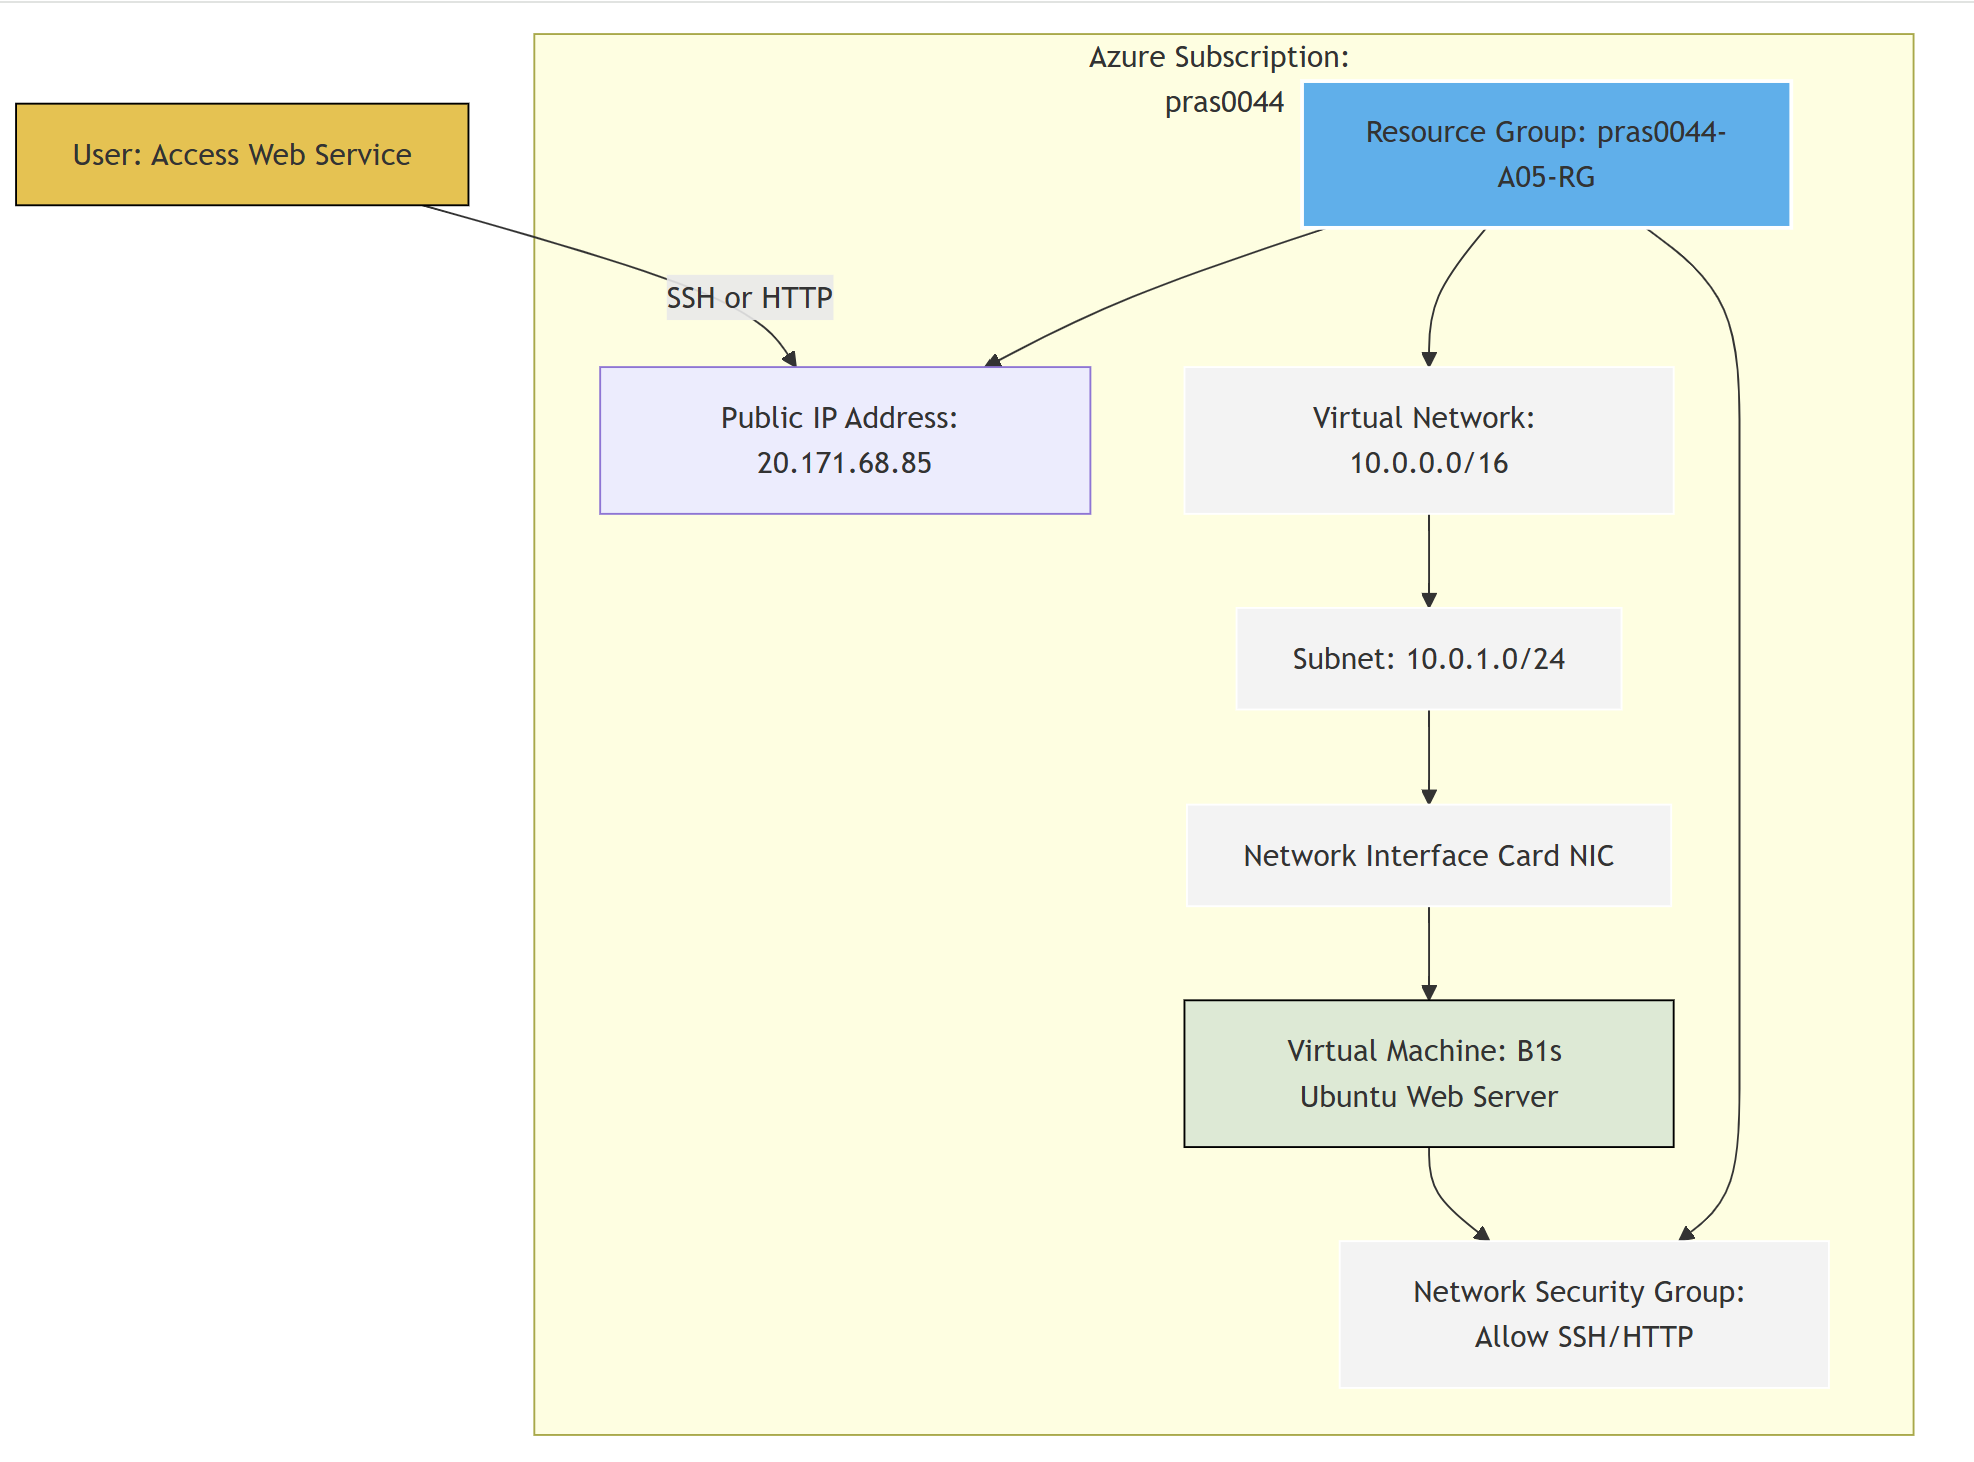 Azure Subscription:
pras0044
Resource Group: pras0044-
A05-RG
User: Access Web Service
SSH or HTTP
Public IP Address:
20.171.68.85
Virtual Network:
10.0.0.0/16
Subnet: 10.0.1.0/24
Network Interface Card NIC
Virtual Machine: B1s
Ubuntu Web Server
Network Security Group:
Allow SSH/HTTP